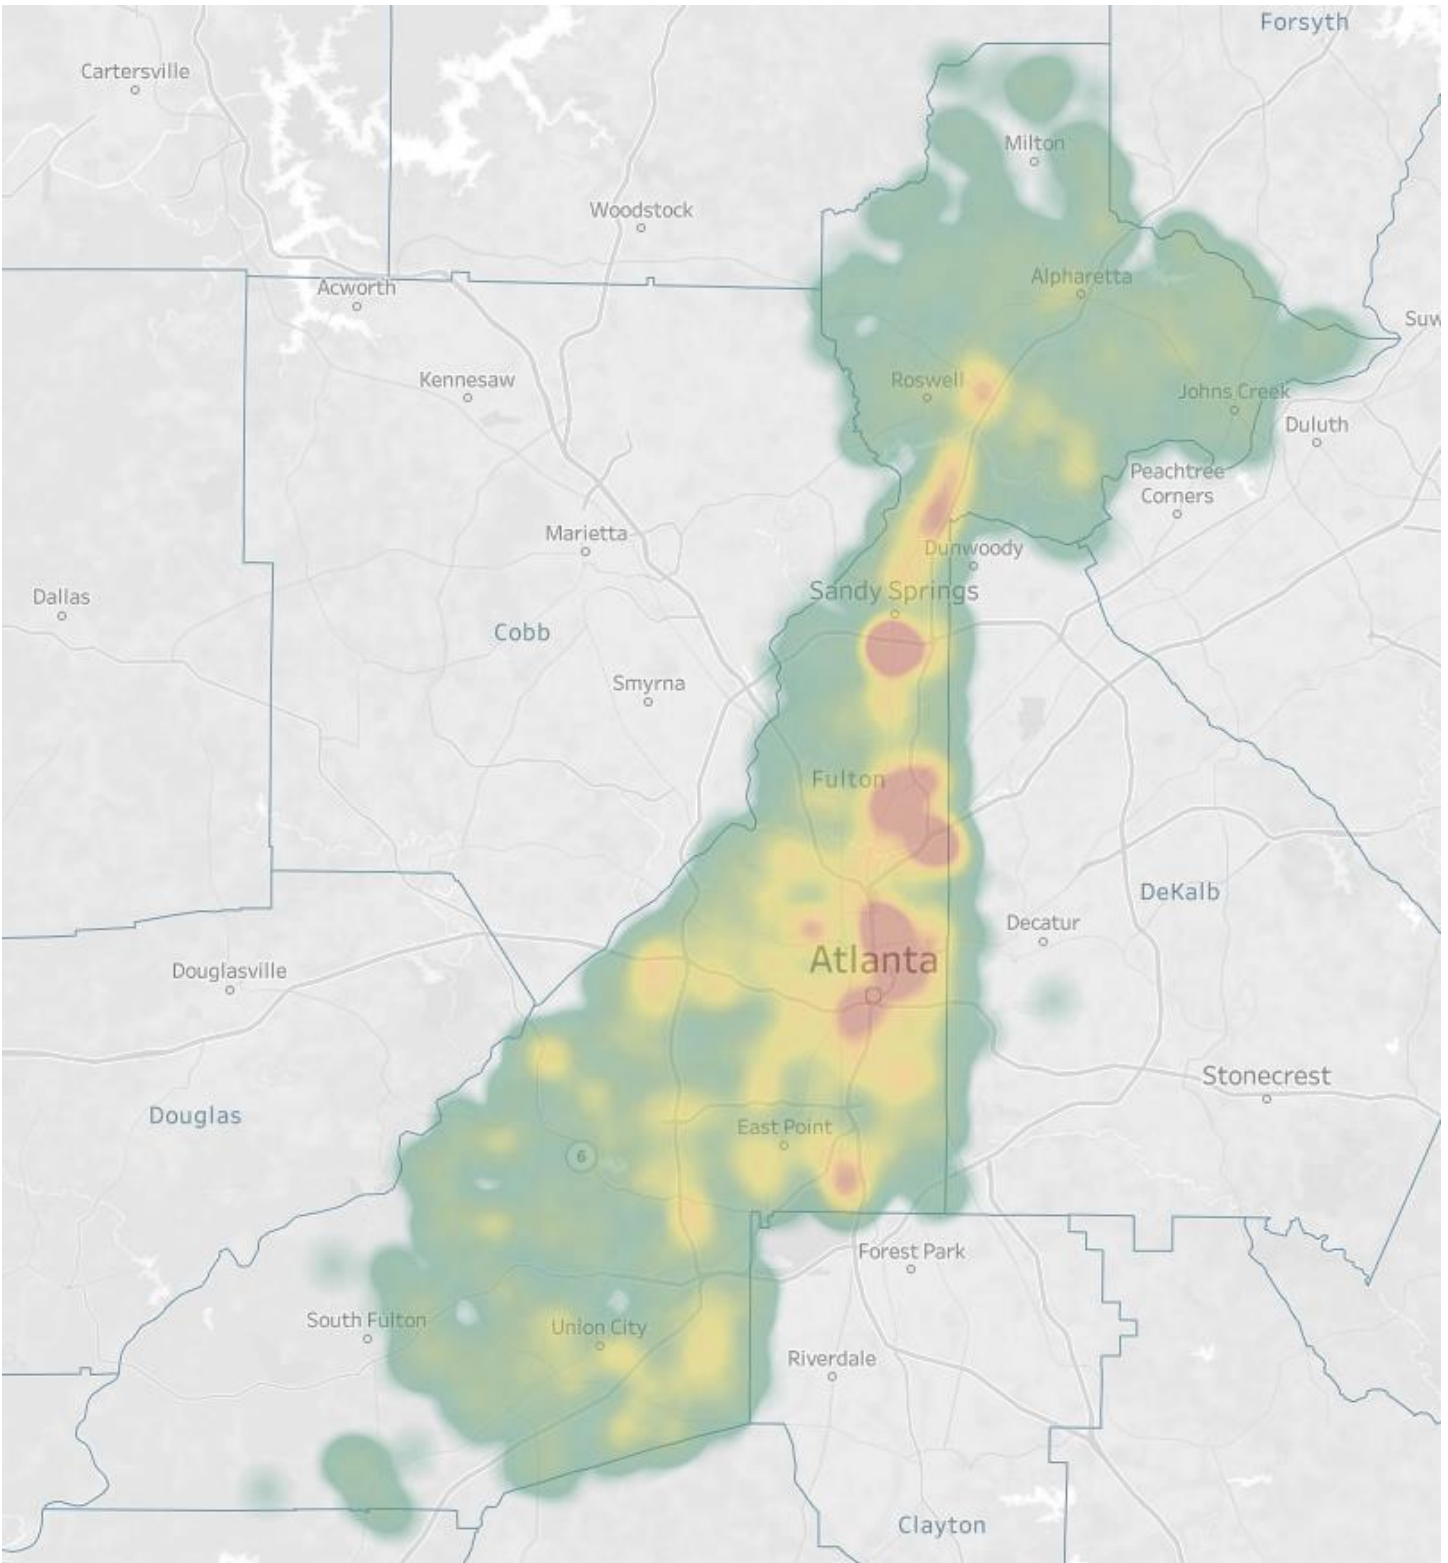 Forsyth
Cartersville
Milton
Woodstock
Alpharetta
Acworth
Suw
Kennesaw
Roswell
Johns Creek
Duluth
Peachtree
Corners
Marietta
Dunwoody
Sandy Springs
Dallas
Cobb
Smyrna
Fulton
DeKalb
Decatur
Atlanta
Douglasville
Stonecrest
Douglas
East Point
6
Forest Park
South Fulton
Union City
Riverdale
Clayton